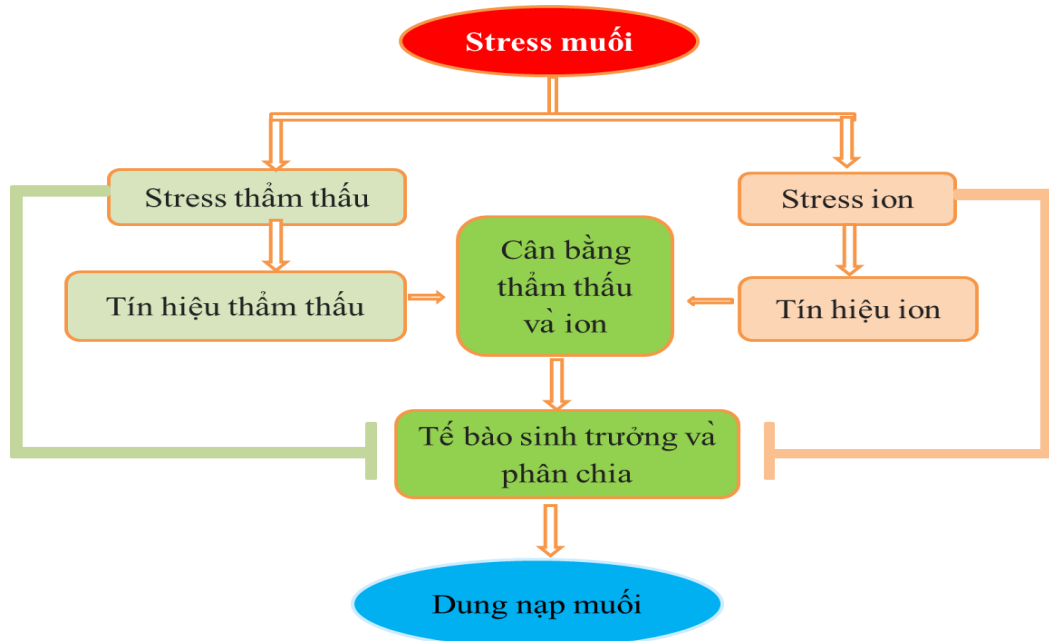 Stress muối
Stress thẩm thấu
Stress ion
Cân bằng
thẩm thấu
và ion
Tín hiệu thẩm thấu
Tín hiệu ion
Tế bào sinh trưởng và
phân chia
Dung nạp muối